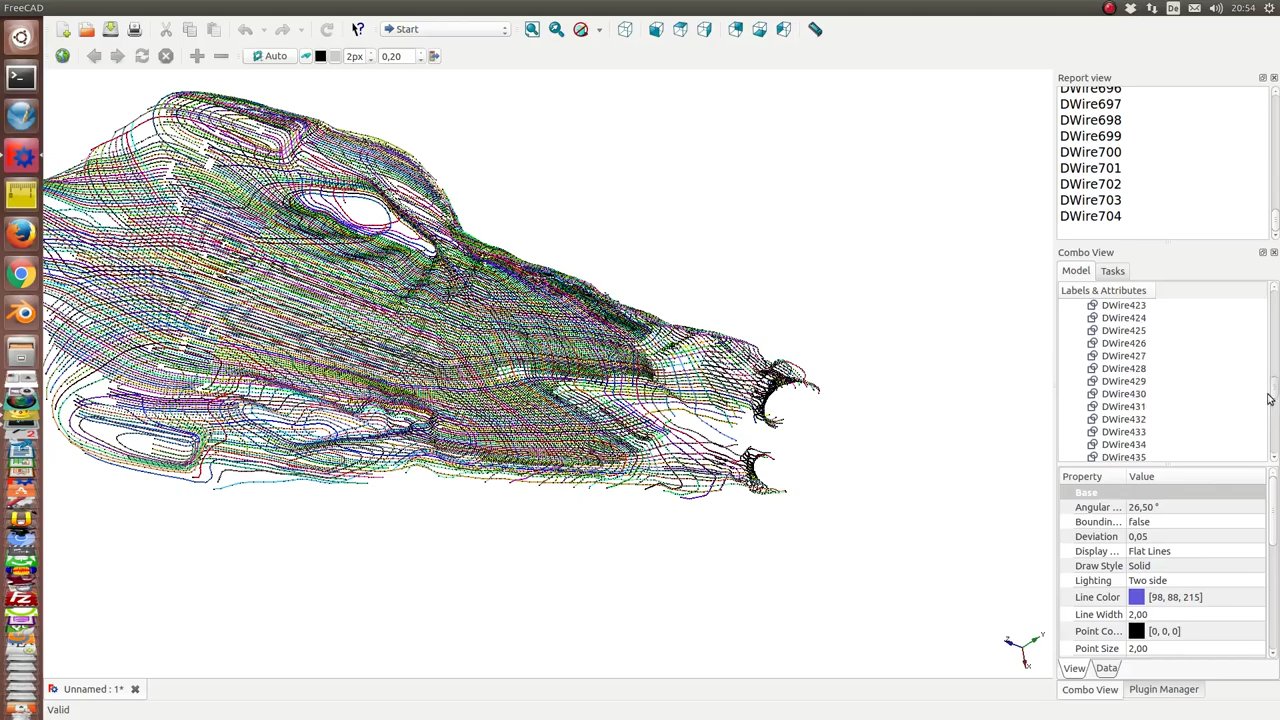 FreeCAD
De
20:54
Start
Auto
2px
0,20
Report view
DWire696
DWire697
DWire698
DWire699
DWire700
DWire701
DWire702
DWire703
DWire704
Combo View
Model Tasks
Labels & Attributes
DWire423
DWire424
DWire425
DWire426
DWire427
DWire428
DWire429
DWire430
DWire431
DWire432
DWire433
DWire434
DWire435
Property Value
Base
Angular ... 26,50 °
Boundin... false
Deviation 0,05
Display ... Flat Lines
Draw Style Solid
Lighting Two side
Line Color [98, 88, 215]
Line Width 2,00
Point Co... [0, 0, 0]
Point Size 2,00
View Data
Unnamed : 1*
Combo View Plugin Manager
Valid